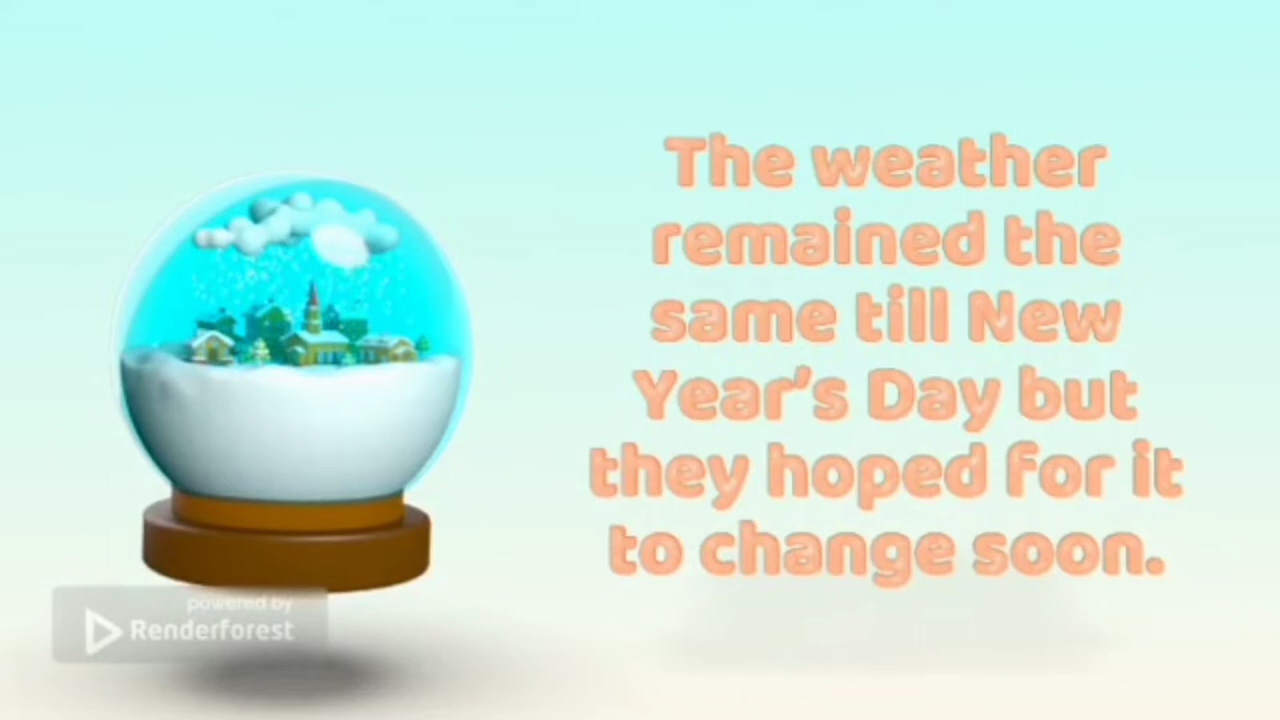 The weather
remained the
same till New
Year's Day but
they hoped for it
to change soon.
powered by
Renderforest